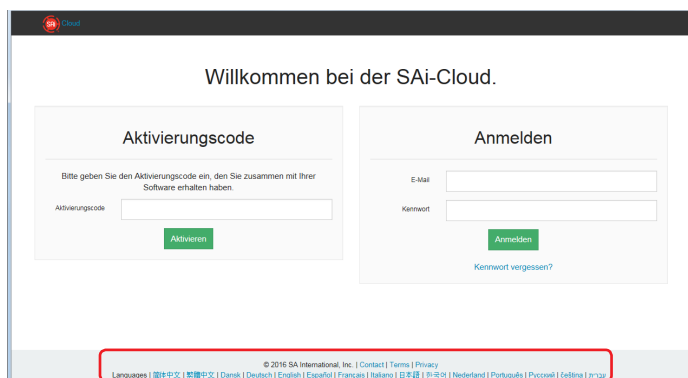 SAi Cloud
Willkommen bei der SAi-Cloud.
Aktivierungscode
Bitte geben Sie den Aktivierungscode ein, den Sie zusammen mit Ihrer
Software erhalten haben.
Aktivierungscode
Aktivieren
Anmelden
E-Mail
Kennwort
Anmelden
Kennwort vergessen?
© 2016 SA International, Inc. | Contact | Terms | Privacy
Languages | 简体中文 | 繁體中文 | Dansk | Deutsch | English | Español | Français | Italiano | 日本語 | 한국어 | Nederland | Português | Русский | čeština | עברית